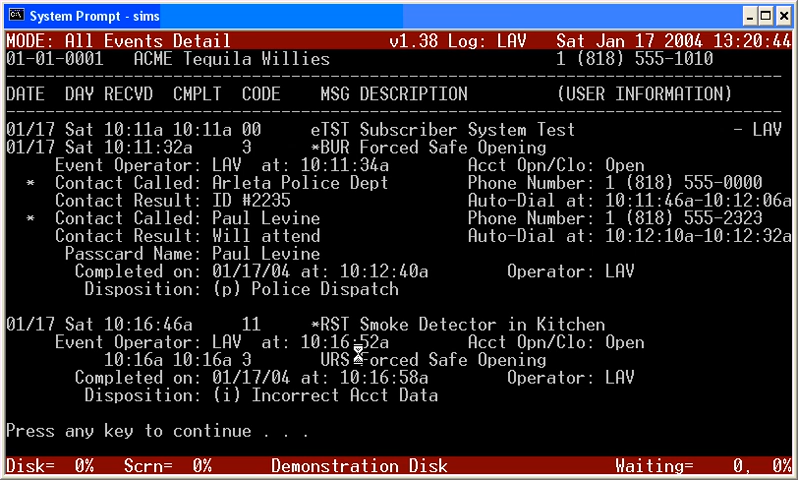 System Prompt - sims
MODE: All Events Detail v1.38 Log: LAV Sat Jan 17 2004 13:20:44
01-01-0001 ACME Tequila Willies 1 (818) 555-1010
DATE DAY RECVD CMPLT CODE MSG DESCRIPTION (USER INFORMATION)
01/17 Sat 10:11a 10:11a 00 eTST Subscriber System Test - LAV
01/17 Sat 10:11:32a 3 *BUR Forced Safe Opening
Event Operator: LAV at: 10:11:34a Acct Opn/Clo: Open
* Contact Called: Arleta Police Dept Phone Number: 1 (818) 555-0000
Contact Result: ID #2235 Auto-Dial at: 10:11:46a-10:12:06a
* Contact Called: Paul Levine Phone Number: 1 (818) 555-2323
Contact Result: Will attend Auto-Dial at: 10:12:10a-10:12:32a
Passcard Name: Paul Levine
Completed on: 01/17/04 at: 10:12:40a Operator: LAV
Disposition: (p) Police Dispatch
01/17 Sat 10:16:46a 11 *RST Smoke Detector in Kitchen
Event Operator: LAV at: 10:16:52a Acct Opn/Clo: Open
10:16a 10:16a 3 URS Forced Safe Opening
Completed on: 01/17/04 at: 10:16:58a Operator: LAV
Disposition: (i) Incorrect Acct Data
Press any key to continue . . .
Disk= 0% Scrn= 0% Demonstration Disk Waiting= 0, 0%